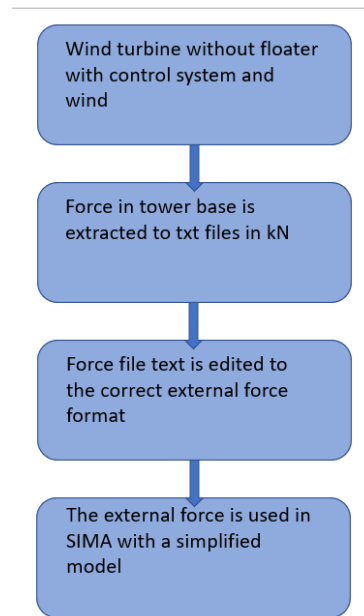 Wind turbine without floater
with control system and
wind
Force in tower base is
extracted to txt files in kN
Force file text is edited to
the correct external force
format
The external force is used in
SIMA with a simplified
model